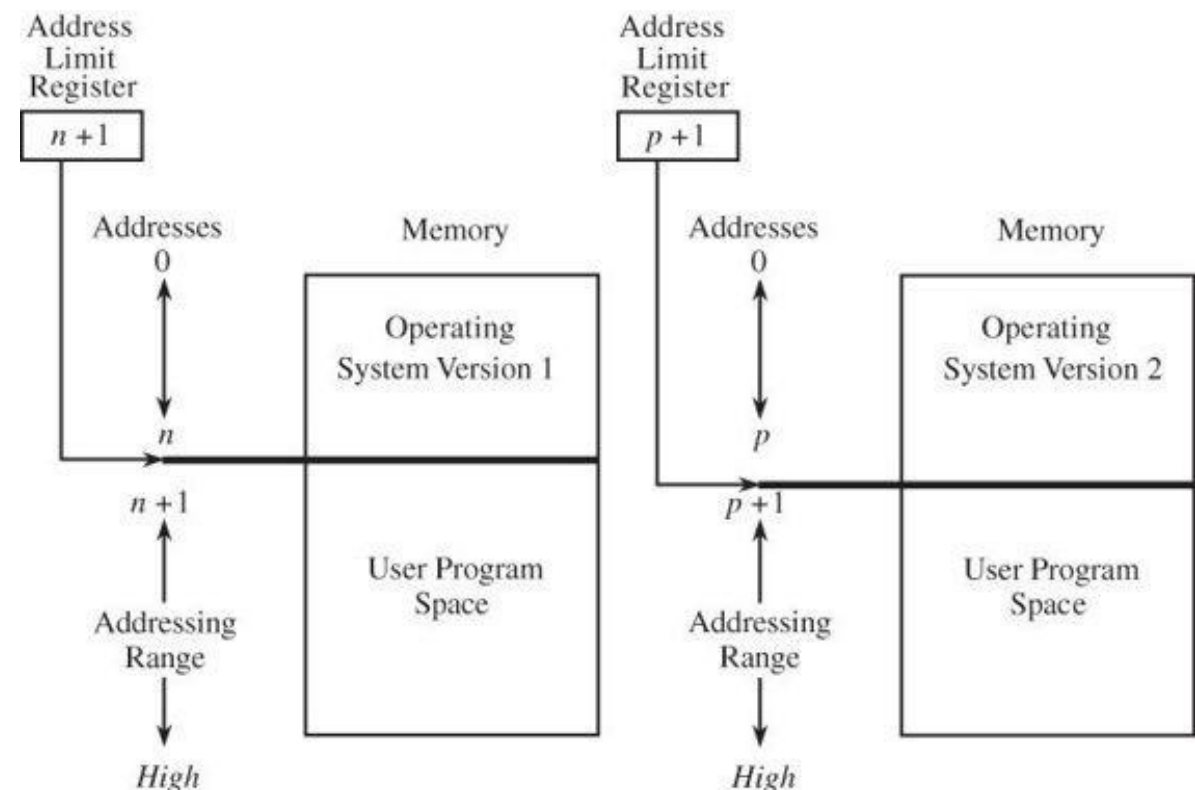 Address
Limit
Register
n + 1
Addresses
0
n
n + 1
Addressing
Range
High
Memory
Operating
System Version 1
User Program
Space
Address
Limit
Register
p + 1
Addresses
0
p
p + 1
Addressing
Range
High
Memory
Operating
System Version 2
User Program
Space